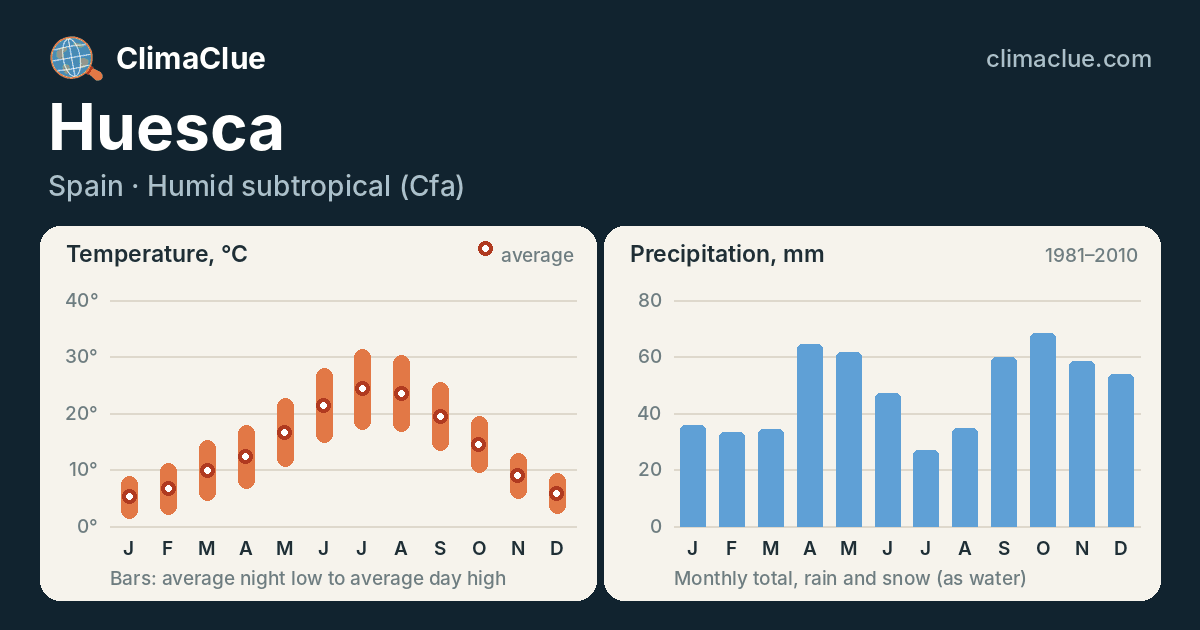 ClimaClue
climaclue.com
Huesca
Spain · Humid subtropical (Cfa)
Temperature, °C
average
40°
30°
20°
10°
0°
J F M A M J J A S O N D
Bars: average night low to average day high
Precipitation, mm
1981–2010
80
60
40
20
0
J F M A M J J A S O N D
Monthly total, rain and snow (as water)